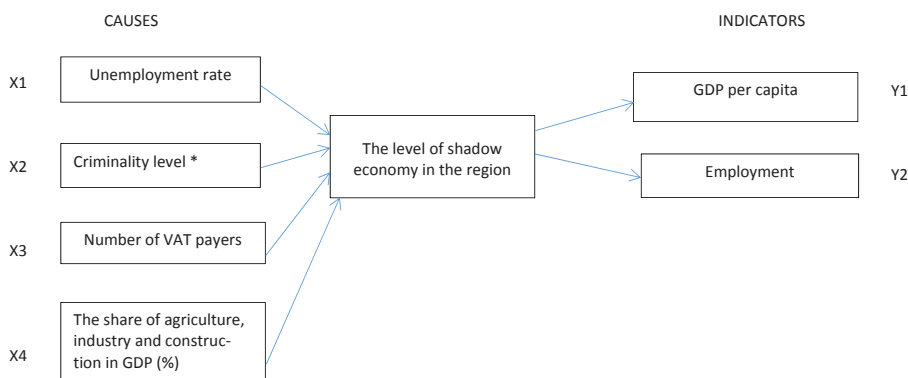 CAUSES
INDICATORS
X1
Unemployment rate
GDP per capita
Y1
X2
Criminality level *
The level of shadow
economy in the region
Employment
Y2
X3
Number of VAT payers
X4
The share of agriculture,
industry and construc-
tion in GDP (%)